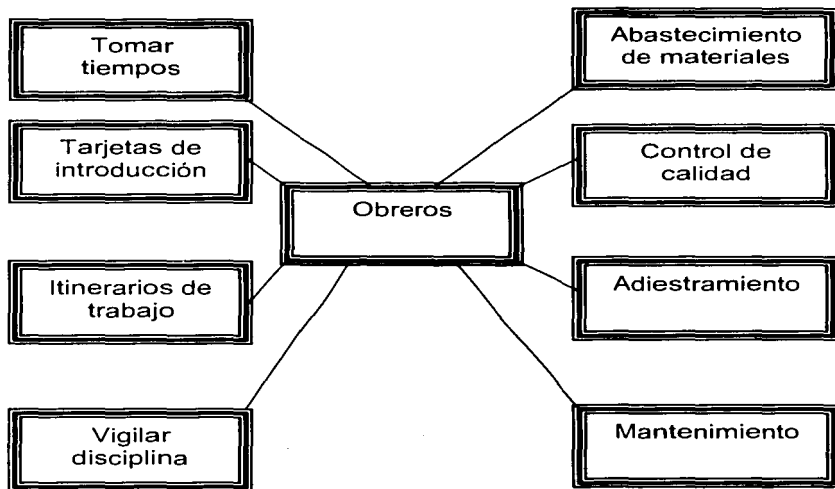 Tomar
tiempos
Abastecimiento
de materiales
Tarjetas de
introducción
Control de
calidad
Obreros
Itinerarios de
trabajo
Adiestramiento
Vigilar
disciplina
Mantenimiento